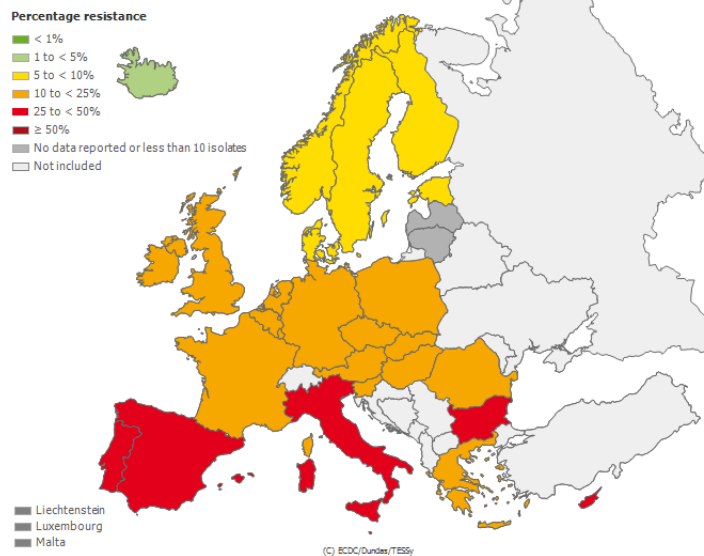 Percentage resistance
< 1%
1 to < 5%
5 to < 10%
10 to < 25%
25 to < 50%
≥ 50%
No data reported or less than 10 isolates
Not included
Liechtenstein
Luxembourg
Malta
(C) ECDC/Dundas/TESSy